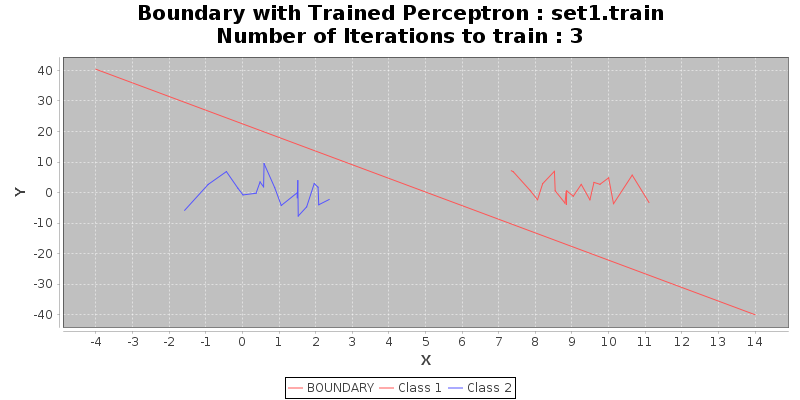 Boundary with Trained Perceptron : set1.train
Number of Iterations to train : 3
40
30
20
10
0
-10
-20
-30
-40
Y
-4 -3 -2 -1 0 1 2 3 4 5 6 7 8 9 10 11 12 13 14
X
BOUNDARY Class 1 Class 2